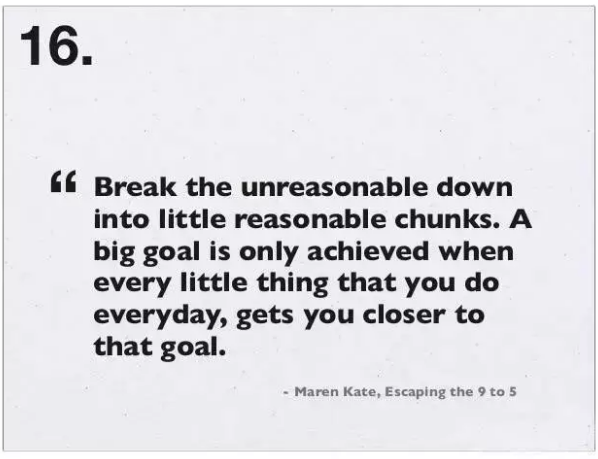 16.
“ Break the unreasonable down
into little reasonable chunks. A
big goal is only achieved when
every little thing that you do
everyday, gets you closer to
that goal.
- Maren Kate, Escaping the 9 to 5